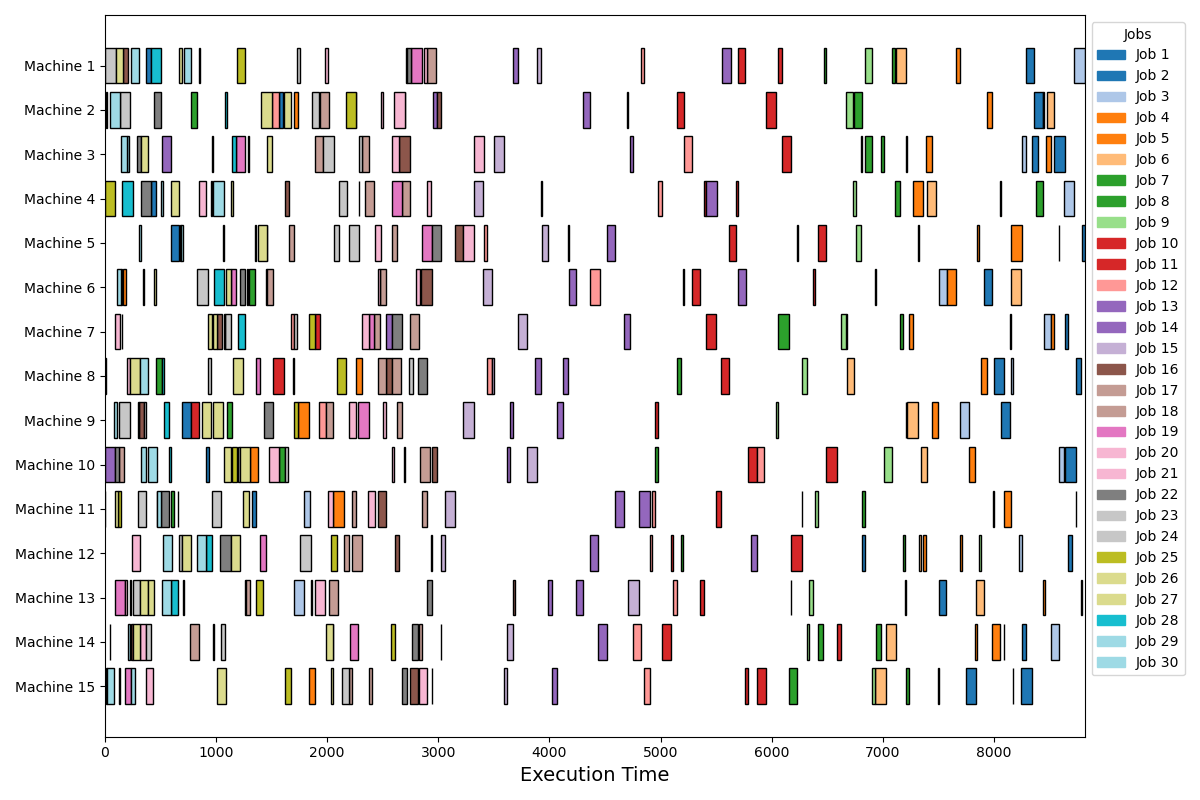 Machine 1
Machine 2
Machine 3
Machine 4
Machine 5
Machine 6
Machine 7
Machine 8
Machine 9
Machine 10
Machine 11
Machine 12
Machine 13
Machine 14
Machine 15
0 1000 2000 3000 4000 5000 6000 7000 8000
Execution Time
Jobs
Job 1
Job 2
Job 3
Job 4
Job 5
Job 6
Job 7
Job 8
Job 9
Job 10
Job 11
Job 12
Job 13
Job 14
Job 15
Job 16
Job 17
Job 18
Job 19
Job 20
Job 21
Job 22
Job 23
Job 24
Job 25
Job 26
Job 27
Job 28
Job 29
Job 30